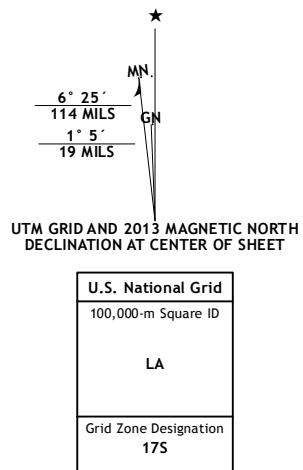 ★
MN.
6° 25´
114 MILS
GN
1° 5´
19 MILS
UTM GRID AND 2013 MAGNETIC NORTH
DECLINATION AT CENTER OF SHEET
U.S. National Grid
100,000-m Square ID
LA
Grid Zone Designation
17S